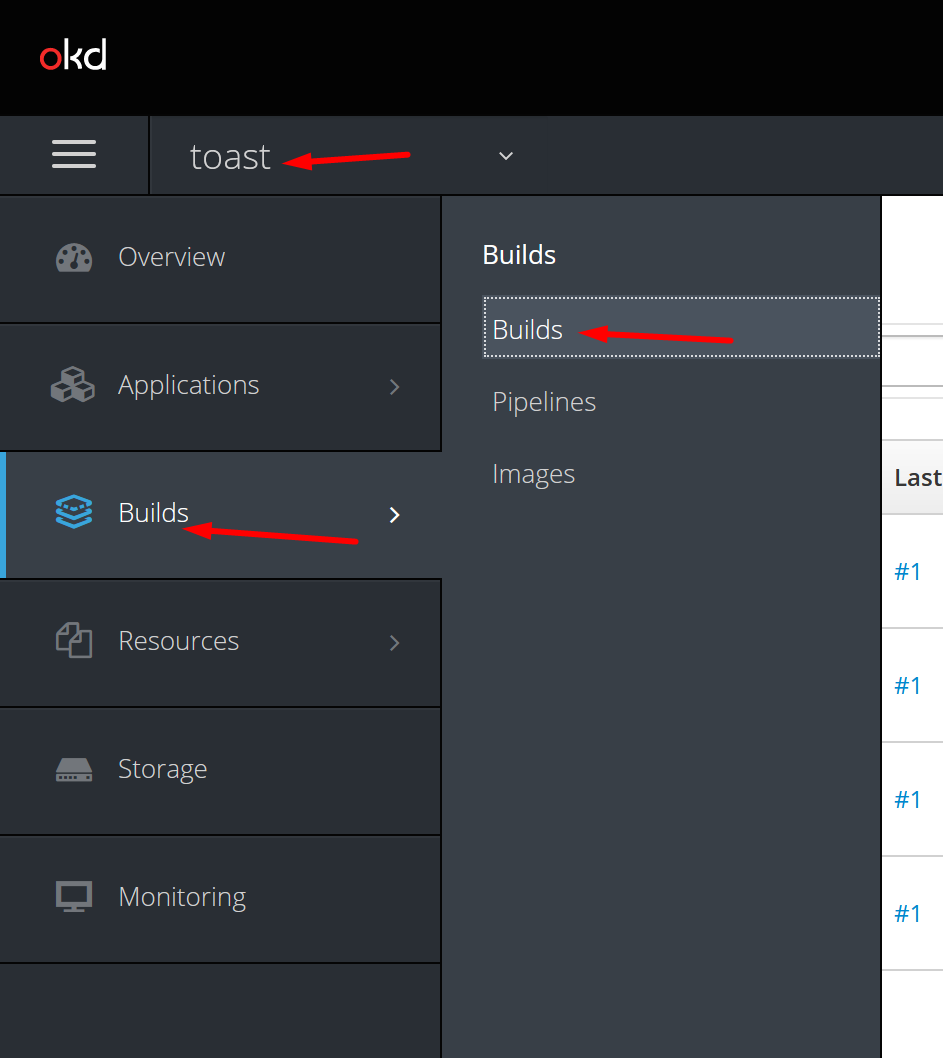 okd
toast
Overview
Applications
Builds
Resources
Storage
Monitoring
Builds
Builds
Pipelines
Images
Last
#1
#1
#1
#1